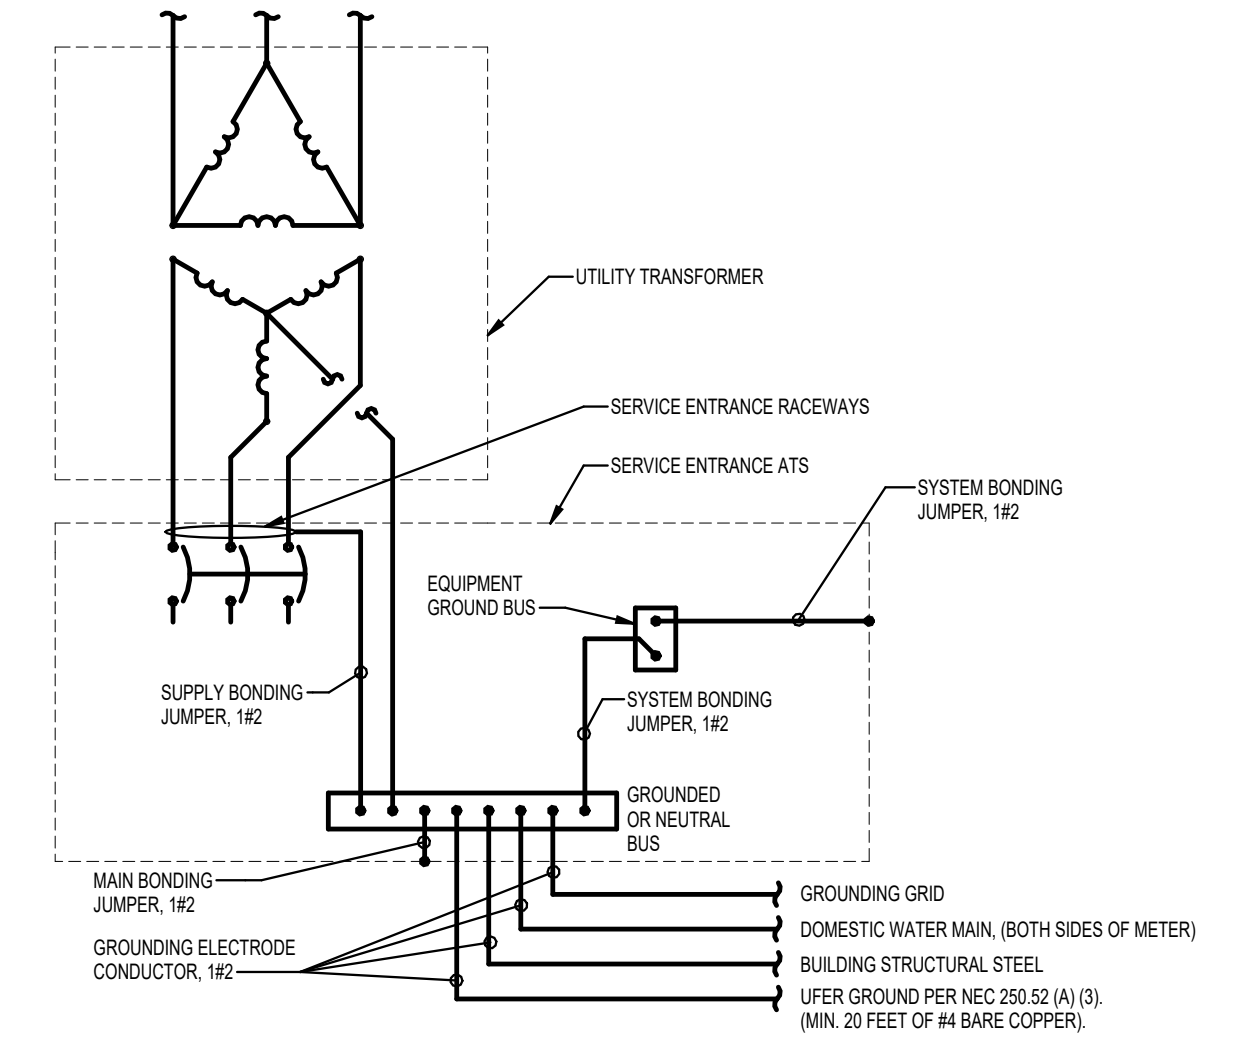 UTILITY TRANSFORMER
SERVICE ENTRANCE RACEWAYS
SERVICE ENTRANCE ATS
SYSTEM BONDING
JUMPER, 1#2
EQUIPMENT
GROUND BUS
SUPPLY BONDING
JUMPER, 1#2
SYSTEM BONDING
JUMPER, 1#2
GROUNDED
OR NEUTRAL
BUS
MAIN BONDING
JUMPER, 1#2
GROUNDING ELECTRODE
CONDUCTOR, 1#2
GROUNDING GRID
DOMESTIC WATER MAIN, (BOTH SIDES OF METER)
BUILDING STRUCTURAL STEEL
UFER GROUND PER NEC 250.52 (A) (3).
(MIN. 20 FEET OF #4 BARE COPPER).